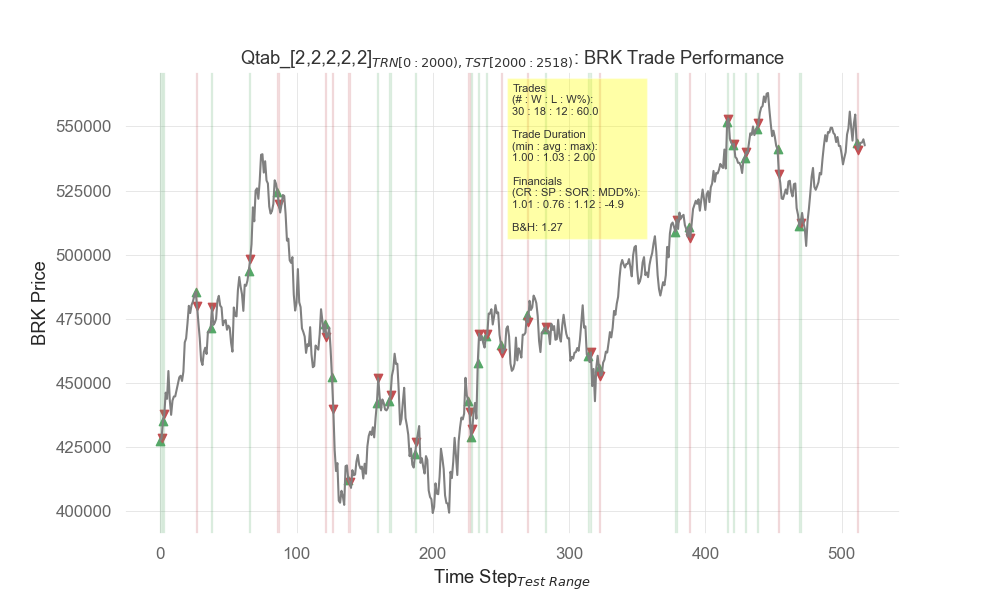 Qtab_[2,2,2,2,2]TRN[0 : 2000), TST[2000 : 2518): BRK Trade Performance
Trades
(# : W : L : W%):
30 : 18 : 12 : 60.0
Trade Duration
(min : avg : max):
1.00 : 1.03 : 2.00
Financials
(CR : SP : SOR : MDD%):
1.01 : 0.76 : 1.12 : -4.9
B&H: 1.27
BRK Price
550000
525000
500000
475000
450000
425000
400000
0 100 200 300 400 500
Time StepTest Range